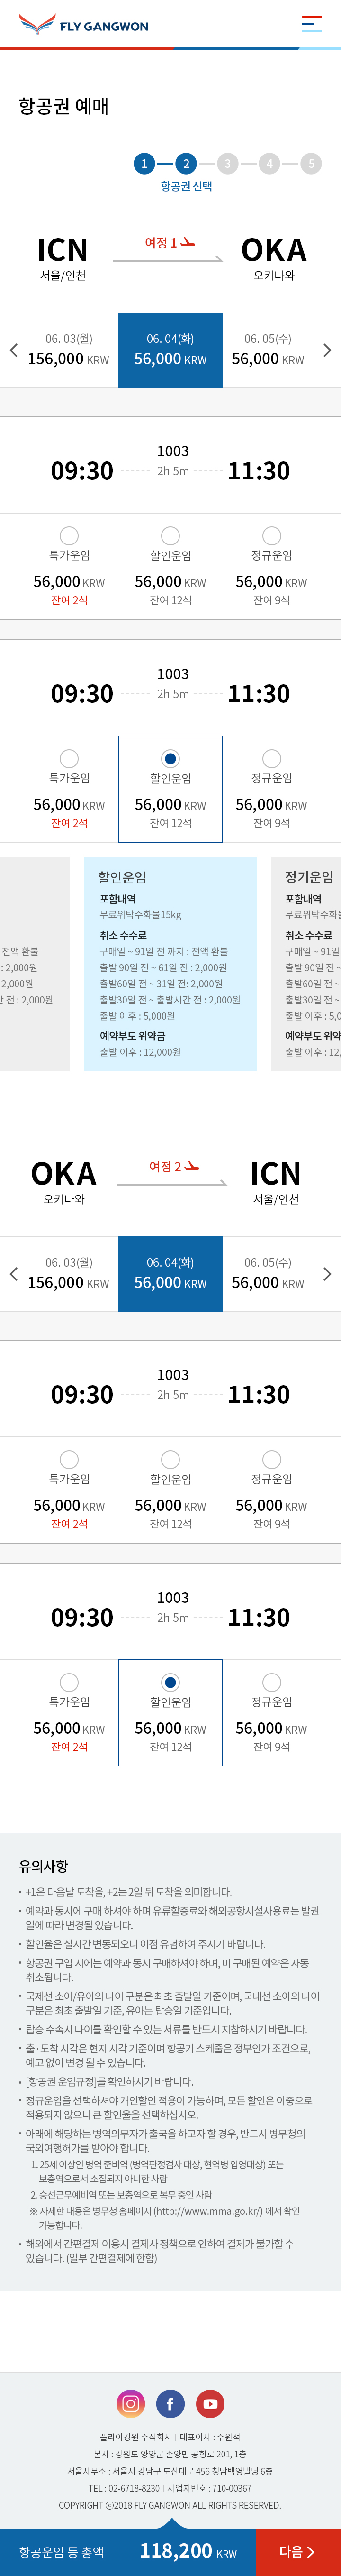 FLY GANGWON
항공권 예매
1 2 3 4 5
항공권 선택
ICN 여정 1 OKA
서울/인천 오키나와
06. 03(월) 06. 04(화) 06. 05(수)
156,000 KRW 56,000 KRW 56,000 KRW
1003
09:30 2h 5m 11:30
특가운임 할인운임 정규운임
56,000 KRW 56,000 KRW 56,000 KRW
잔여 2석 잔여 12석 잔여 9석
1003
09:30 2h 5m 11:30
특가운임 할인운임 정규운임
56,000 KRW 56,000 KRW 56,000 KRW
잔여 2석 잔여 12석 잔여 9석
할인운임 정기운임
포함내역 포함내역
무료위탁수화물15kg 무료위탁수화
취소 수수료 취소 수수료
전액 환불 구매일 ~ 91일 전 까지 : 전액 환불 구매일 ~ 91일
: 2,000원 출발 90일 전 ~ 61일 전 : 2,000원 출발 90일 전 ~
2,000원 출발60일 전 ~ 31일 전: 2,000원 출발60일 전 ~
간 전 : 2,000원 출발30일 전 ~ 출발시간 전 : 2,000원 출발30일 전 ~
출발 이후 : 5,000원 출발 이후 : 5,0
예약부도 위약금 예약부도 위약
출발 이후 : 12,000원 출발 이후 : 12,
OKA 여정 2 ICN
오키나와 서울/인천
06. 03(월) 06. 04(화) 06. 05(수)
156,000 KRW 56,000 KRW 56,000 KRW
1003
09:30 2h 5m 11:30
특가운임 할인운임 정규운임
56,000 KRW 56,000 KRW 56,000 KRW
잔여 2석 잔여 12석 잔여 9석
1003
09:30 2h 5m 11:30
특가운임 할인운임 정규운임
56,000 KRW 56,000 KRW 56,000 KRW
잔여 2석 잔여 12석 잔여 9석
유의사항
• +1은 다음날 도착을, +2는 2일 뒤 도착을 의미합니다.
• 예약과 동시에 구매 하셔야 하며 유류할증료와 해외공항시설사용료는 발권
일에 따라 변경될 있습니다.
• 할인율은 실시간 변동되오니 이점 유념하여 주시기 바랍니다.
• 항공권 구입 시에는 예약과 동시 구매하셔야 하며, 미 구매된 예약은 자동
취소됩니다.
• 국제선 소아/유아의 나이 구분은 최초 출발일 기준이며, 국내선 소아의 나이
구분은 최초 출발일 기준, 유아는 탑승일 기준입니다.
• 탑승 수속시 나이를 확인할 수 있는 서류를 반드시 지참하시기 바랍니다.
• 출·도착 시각은 현지 시각 기준이며 항공기 스케줄은 정부인가 조건으로,
예고 없이 변경 될 수 있습니다.
• [항공권 운임규정]를 확인하시기 바랍니다.
• 정규운임을 선택하셔야 개인할인 적용이 가능하며, 모든 할인은 이중으로
적용되지 않으니 큰 할인율을 선택하십시오.
• 아래에 해당하는 병역의무자가 출국을 하고자 할 경우, 반드시 병무청의
국외여행허가를 받아야 합니다.
1. 25세 이상인 병역 준비역 (병역판정검사 대상, 현역병 입영대상) 또는
보충역으로서 소집되지 아니한 사람
2. 승선근무예비역 또는 보충역으로 복무 중인 사람
※ 자세한 내용은 병무청 홈페이지 (http://www.mma.go.kr/) 에서 확인
가능합니다.
• 해외에서 간편결제 이용시 결제사 정책으로 인하여 결제가 불가할 수
있습니다. (일부 간편결제에 한함)
플라이강원 주식회사 | 대표이사 : 주원석
본사 : 강원도 양양군 손양면 공항로 201, 1층
서울사무소 : 서울시 강남구 도산대로 456 청담백영빌딩 6층
TEL : 02-6718-8230 | 사업자번호 : 710-00367
COPYRIGHT ⓒ2018 FLY GANGWON ALL RIGHTS RESERVED.
항공운임 등 총액 118,200 KRW 다음